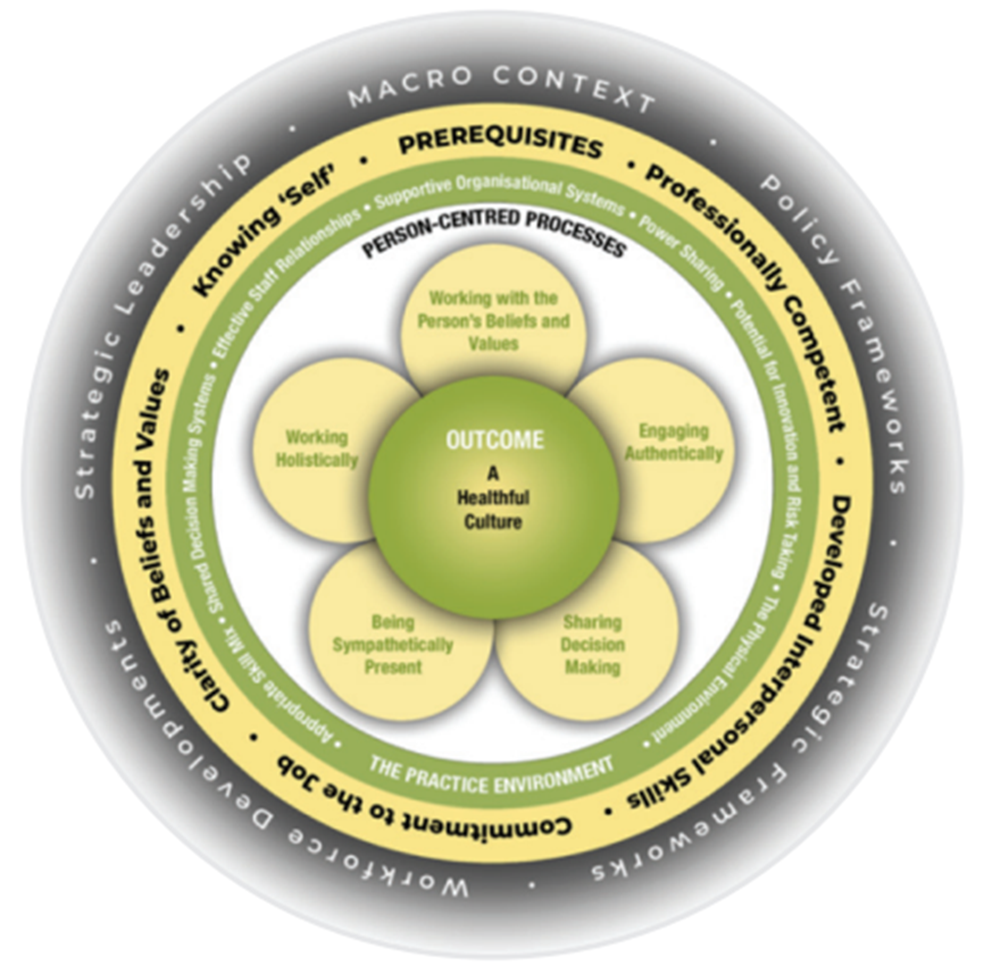 MACRO CONTEXT
•
Policy Frameworks
•
Strategic Frameworks
•
Workforce Developments
•
Strategic Leadership
•
PREREQUISITES • Professionally Competent • Developed Interpersonal Skills • Commitment to the Job • Clarity of Beliefs and Values • Knowing ‘Self’ •
• Appropriate Skill Mix • Shared Decision Making Systems • Effective Staff Relationships • Supportive Organisational Systems • Power Sharing • Potential for Innovation and Risk Taking • The Physical Environment •
THE PRACTICE ENVIRONMENT
PERSON-CENTRED PROCESSES
Working with the
Person's Beliefs and
Values
Engaging
Authentically
Sharing
Decision
Making
Being
Sympathetically
Present
Working
Holistically
OUTCOME
A
Healthful
Culture